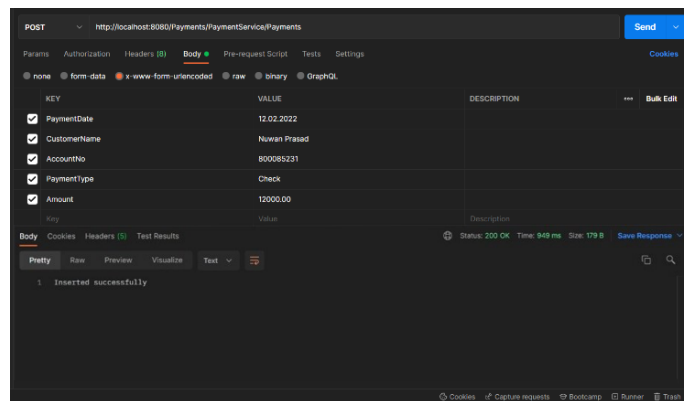 POST http://localhost:8080/Payments/PaymentService/Payments Send
Params Authorization Headers (8) Body Pre-request Script Tests Settings Cookies
none form-data x-www-form-urlencoded raw binary GraphQL
KEY VALUE DESCRIPTION Bulk Edit
PaymentDate 12.02.2022
CustomerName Nuwan Prasad
AccountNo 800085231
PaymentType Check
Amount 12000.00
Key Value Description
Body Cookies Headers (5) Test Results Status: 200 OK Time: 949 ms Size: 179 B Save Response
Pretty Raw Preview Visualize Text
1 Inserted successfully
Cookies Capture requests Bootcamp Runner Trash